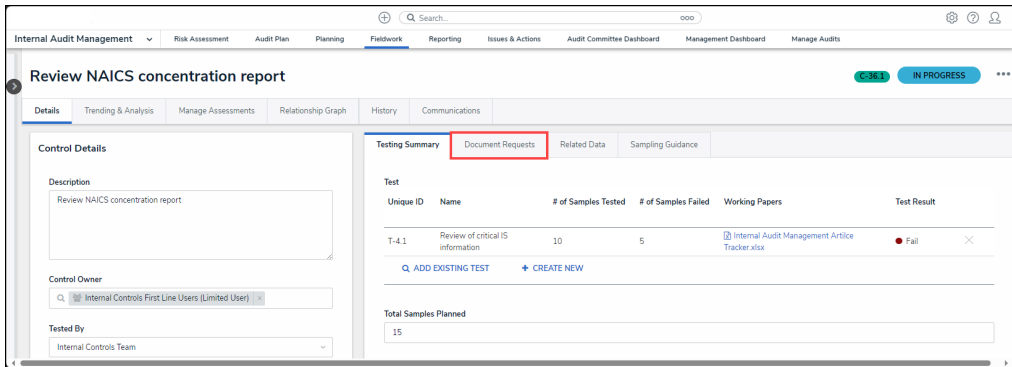 Search...
Internal Audit Management Risk Assessment Audit Plan Planning Fieldwork Reporting Issues & Actions Audit Committee Dashboard Management Dashboard Manage Audits
Review NAICS concentration report C-36.1 IN PROGRESS
Details Trending & Analysis Manage Assessments Relationship Graph History Communications
Control Details
Description
Review NAICS concentration report
Control Owner
Internal Controls First Line Users (Limited User)
Tested By
Internal Controls Team
Testing Summary Document Requests Related Data Sampling Guidance
Test
Unique ID Name # of Samples Tested # of Samples Failed Working Papers Test Result
T-4.1 Review of critical IS information 10 5 Internal Audit Management Artilce Tracker.xlsx Fail
ADD EXISTING TEST + CREATE NEW
Total Samples Planned
15